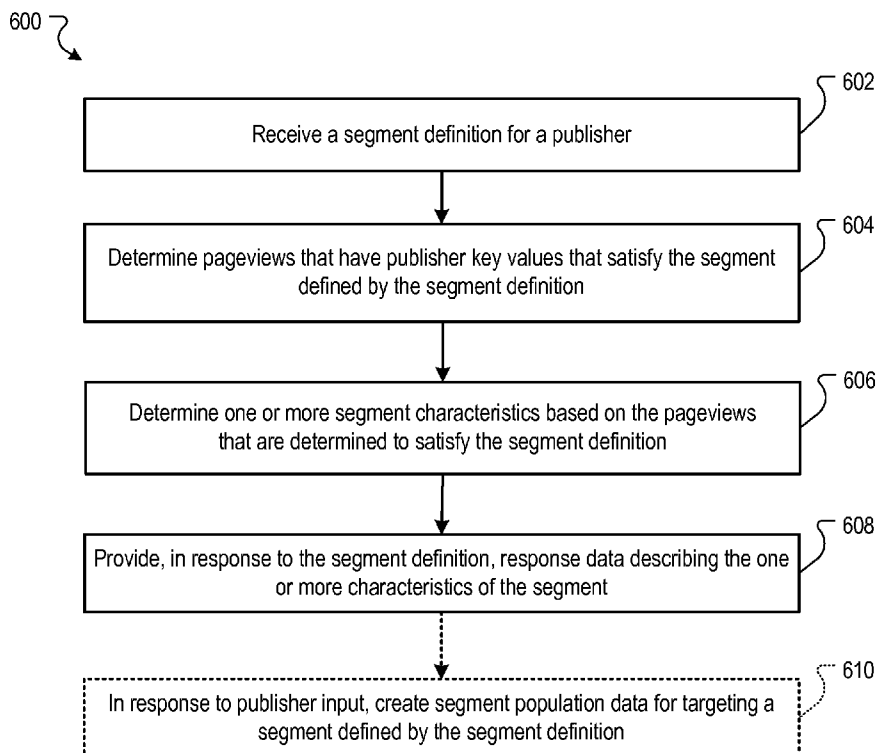 600
602
Receive a segment definition for a publisher
604
Determine pageviews that have publisher key values that satisfy the segment
defined by the segment definition
606
Determine one or more segment characteristics based on the pageviews
that are determined to satisfy the segment definition
608
Provide, in response to the segment definition, response data describing the one
or more characteristics of the segment
610
In response to publisher input, create segment population data for targeting a
segment defined by the segment definition